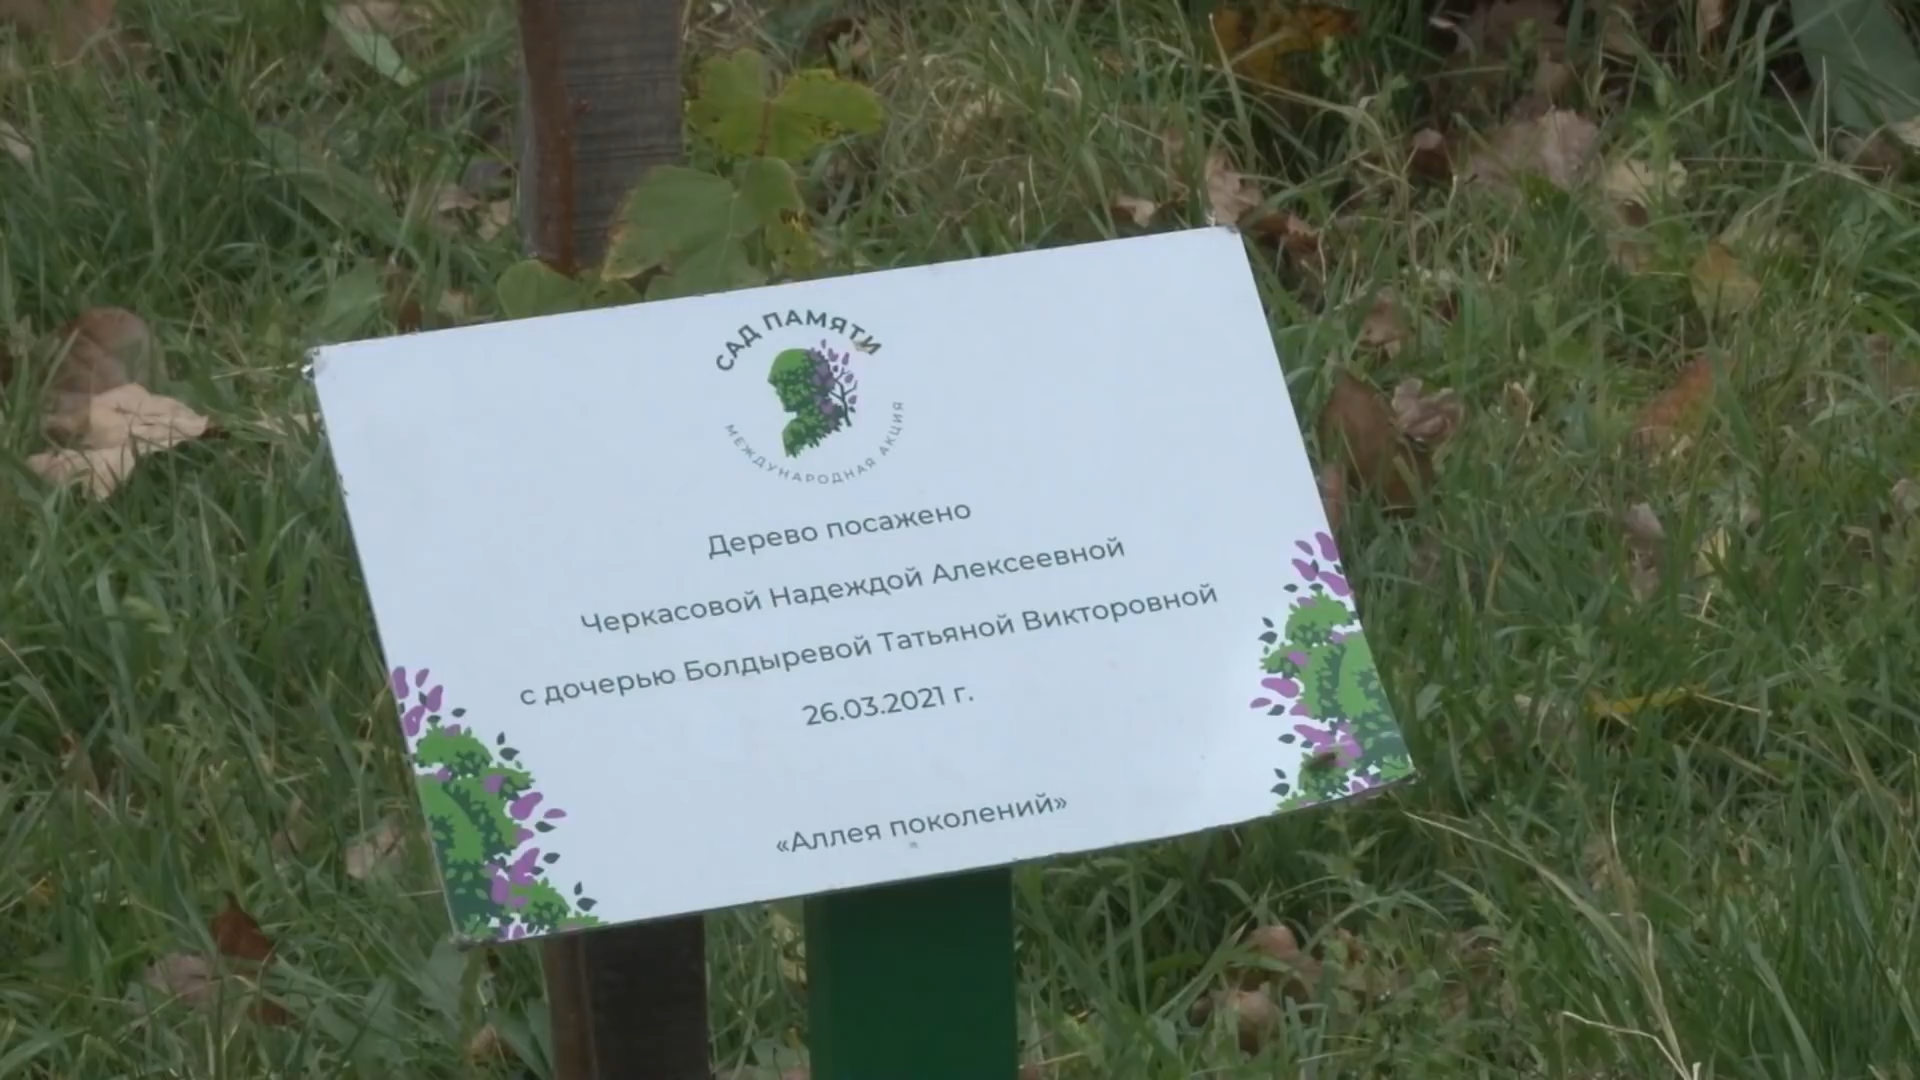 САД ПАМЯТИ
МЕЖДУНАРОДНАЯ АКЦИЯ
Дерево посажено
Черкасовой Надеждой Алексеевной
с дочерью Болдыревой Татьяной Викторовной
26.03.2021 г.
«Аллея поколений»